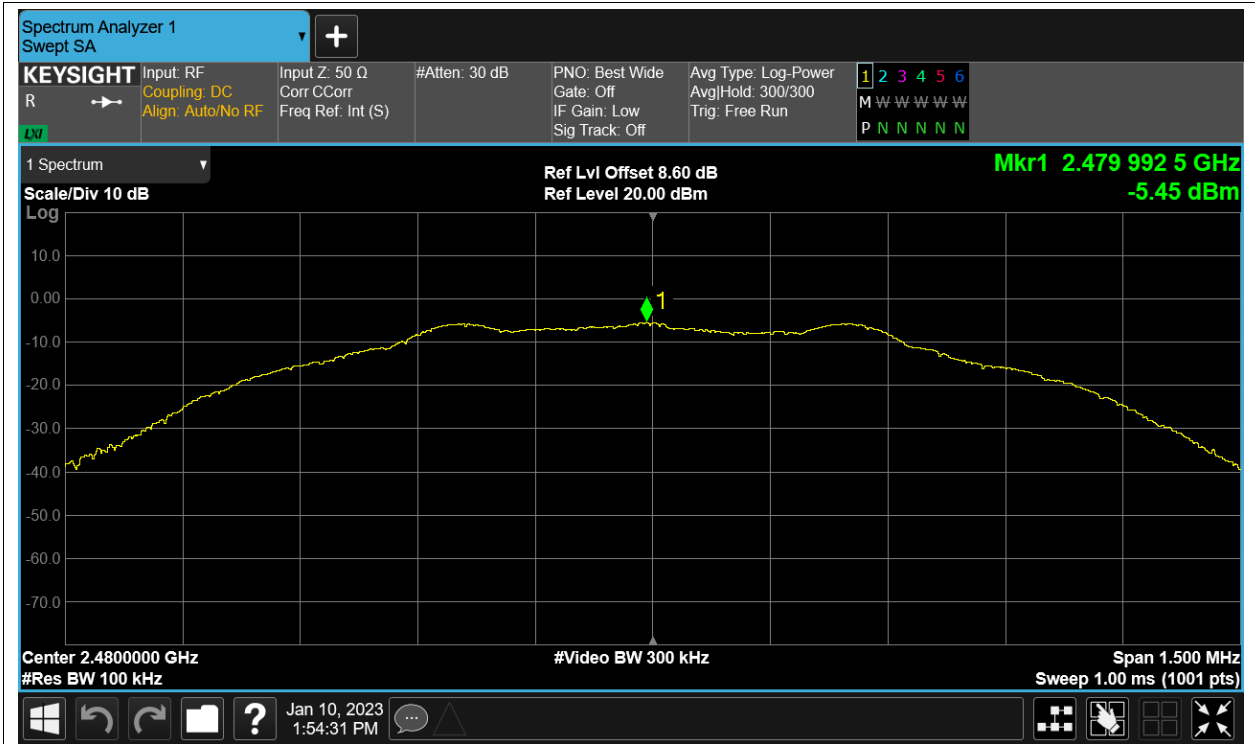 Spectrum Analyzer 1
Swept SA
+
KEYSIGHT
R
LXI
Input: RF
Coupling: DC
Align: Auto/No RF
Input Z: 50 Ω
Corr CCorr
Freq Ref: Int (S)
#Atten: 30 dB
PNO: Best Wide
Gate: Off
IF Gain: Low
Sig Track: Off
Avg Type: Log-Power
Avg|Hold: 300/300
Trig: Free Run
1 2 3 4 5 6
M W W W W W W
P N N N N N N
1 Spectrum
Scale/Div 10 dB
Log
Ref Lvl Offset 8.60 dB
Ref Level 20.00 dBm
Mkr1 2.479 992 5 GHz
-5.45 dBm
10.0
0.00
-10.0
-20.0
-30.0
-40.0
-50.0
-60.0
-70.0
1
Center 2.4800000 GHz
#Video BW 300 kHz
Span 1.500 MHz
#Res BW 100 kHz
Sweep 1.00 ms (1001 pts)
?
Jan 10, 2023
1:54:31 PM